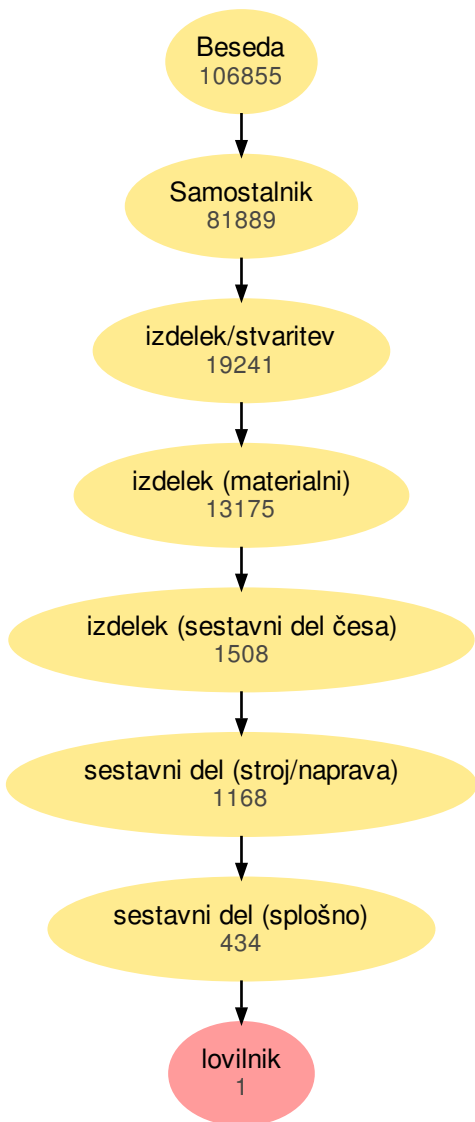 Beseda
106855
Samostalnik
81889
izdelek/stvaritev
19241
izdelek (materialni)
13175
izdelek (sestavni del česa)
1508
sestavni del (stroj/naprava)
1168
sestavni del (splošno)
434
lovilnik
1